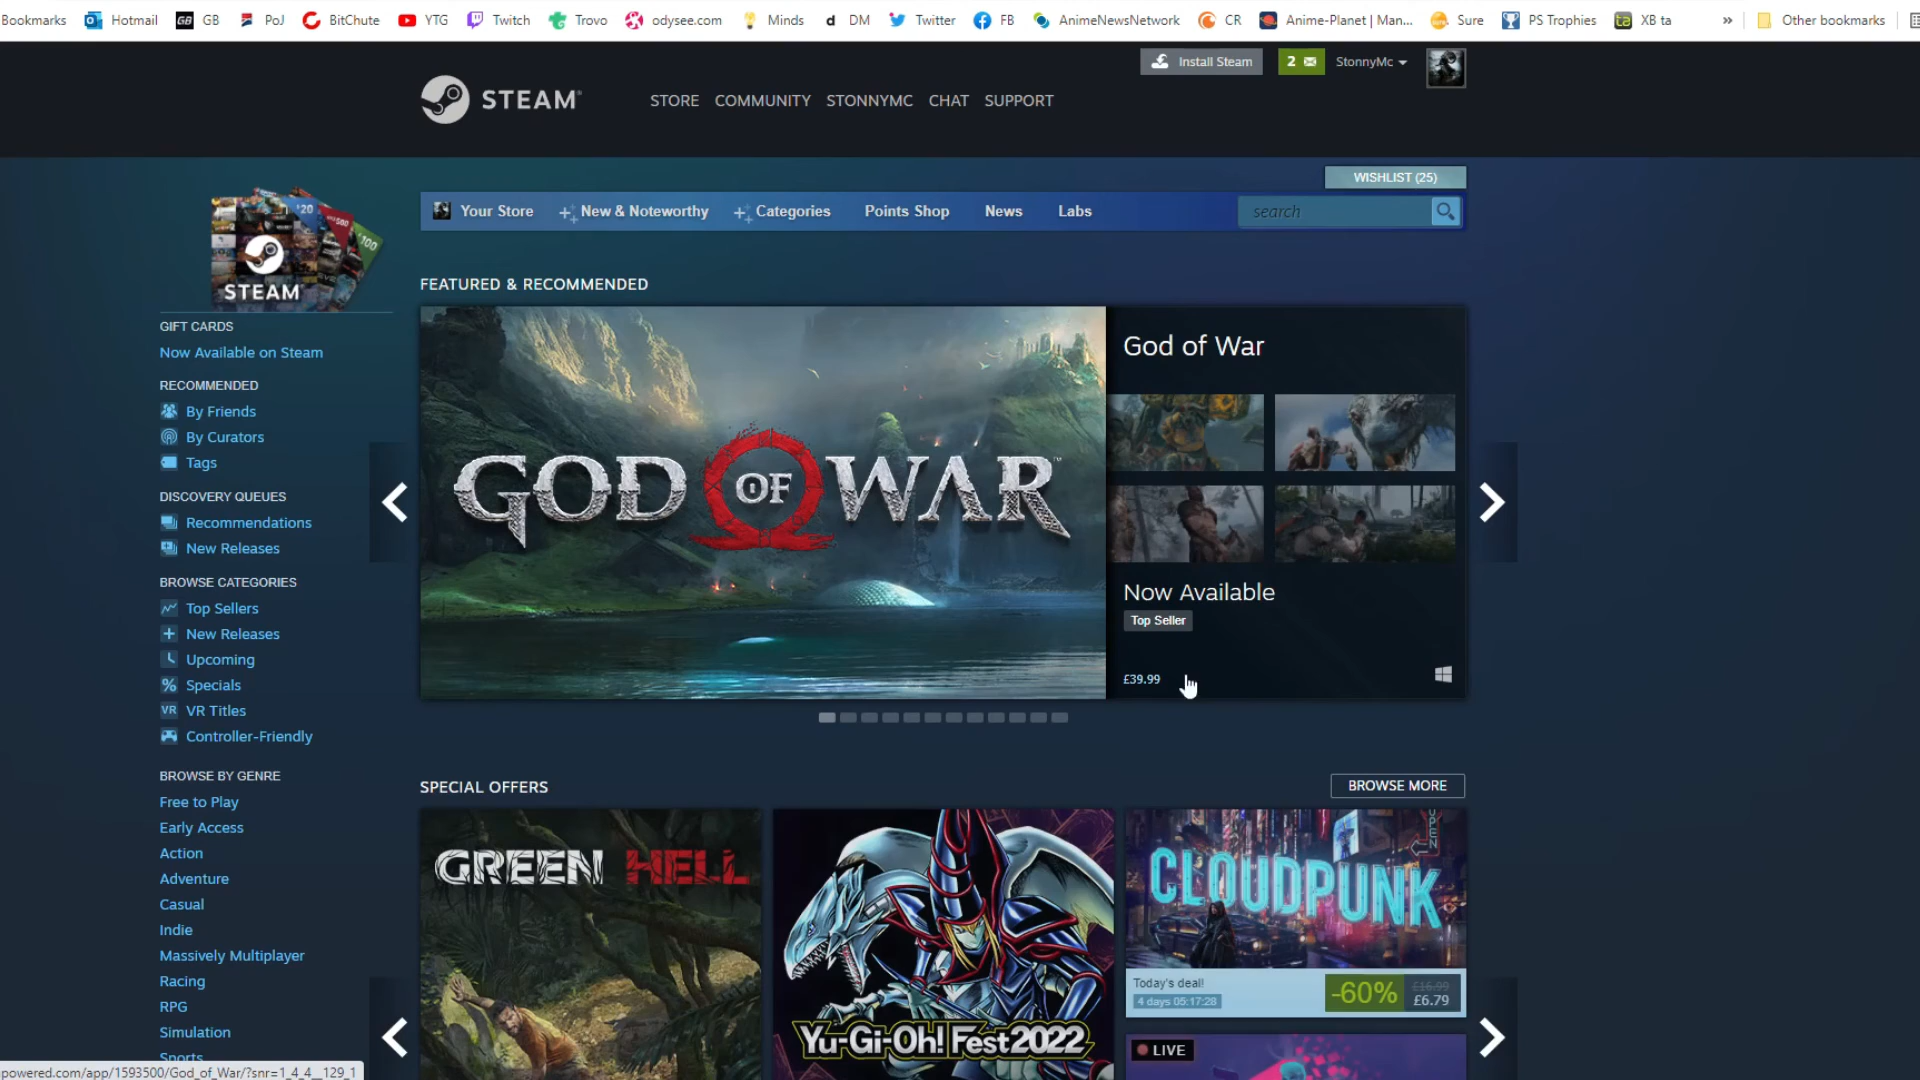 Bookmarks Hotmail GB PoJ BitChute YTG Twitch Trovo odysee.com Minds DM Twitter FB AnimeNewsNetwork CR Anime-Planet | Man... Sure PS Trophies XB ta » Other bookmarks
Install Steam 2 StonnyMc
STEAM®
STORE COMMUNITY STONNYMC CHAT SUPPORT
WISHLIST (25)
Your Store New & Noteworthy Categories Points Shop News Labs search
$20 $100
STEAM
GIFT CARDS
Now Available on Steam
RECOMMENDED
By Friends
By Curators
Tags
DISCOVERY QUEUES
Recommendations
New Releases
BROWSE CATEGORIES
Top Sellers
New Releases
Upcoming
% Specials
VR VR Titles
Controller-Friendly
BROWSE BY GENRE
Free to Play
Early Access
Action
Adventure
Casual
Indie
Massively Multiplayer
Racing
RPG
Simulation
Sports
FEATURED & RECOMMENDED
GOD OF WAR™
God of War
Now Available
Top Seller
£39.99
SPECIAL OFFERS
BROWSE MORE
GREEN HELL
Yu-Gi-Oh! Fest 2022
CLOUDPUNK
Today's deal!
4 days 05:17:28
-60%
£16.99
£6.79
LIVE
powered.com/app/1593500/God_of_War/?snr=1_4_4__129_1